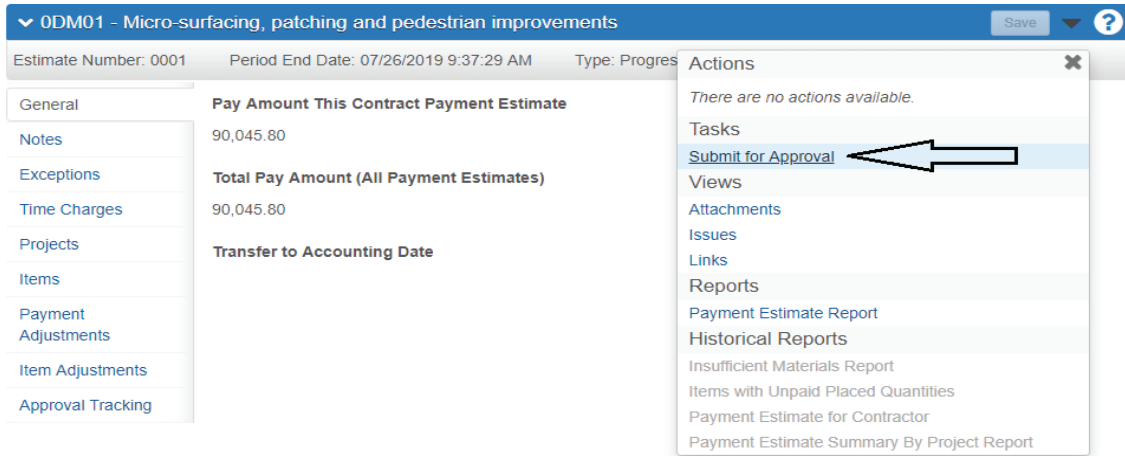 0DM01 - Micro-surfacing, patching and pedestrian improvements
Save
?
Estimate Number: 0001 Period End Date: 07/26/2019 9:37:29 AM Type: Progres
General
Notes
Exceptions
Time Charges
Projects
Items
Payment
Adjustments
Item Adjustments
Approval Tracking
Pay Amount This Contract Payment Estimate
90,045.80
Total Pay Amount (All Payment Estimates)
90,045.80
Transfer to Accounting Date
Actions
There are no actions available.
Tasks
Submit for Approval
Views
Attachments
Issues
Links
Reports
Payment Estimate Report
Historical Reports
Insufficient Materials Report
Items with Unpaid Placed Quantities
Payment Estimate for Contractor
Payment Estimate Summary By Project Report